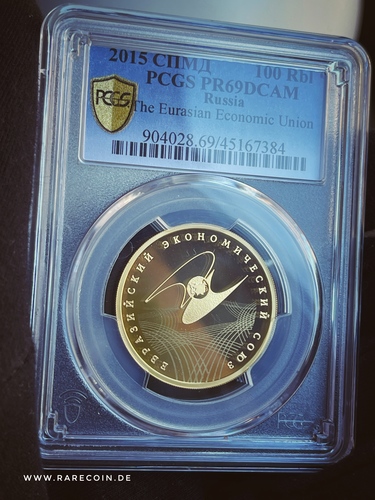 2015 СПМД 100 Rbl
PCGS PR69DCAM
Russia
The Eurasian Economic Union
904028.69/45167384
PCGS
ЕВРАЗИЙСКИЙ ЭКОНОМИЧЕСКИЙ СОЮЗ
PCGS
WWW.RARECOIN.DE